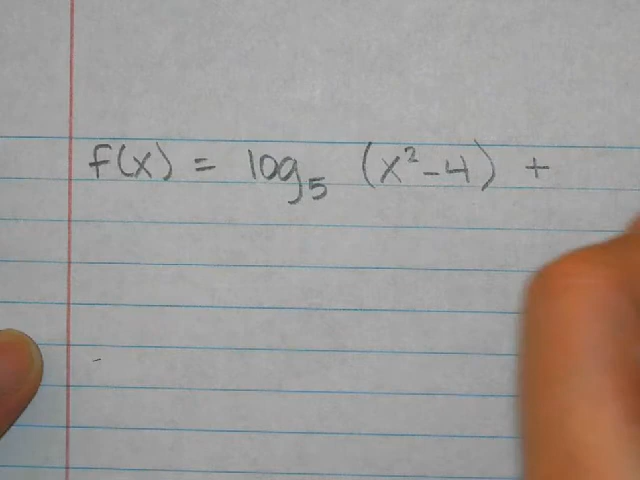 f(x) = log₅ (x² - 4) +